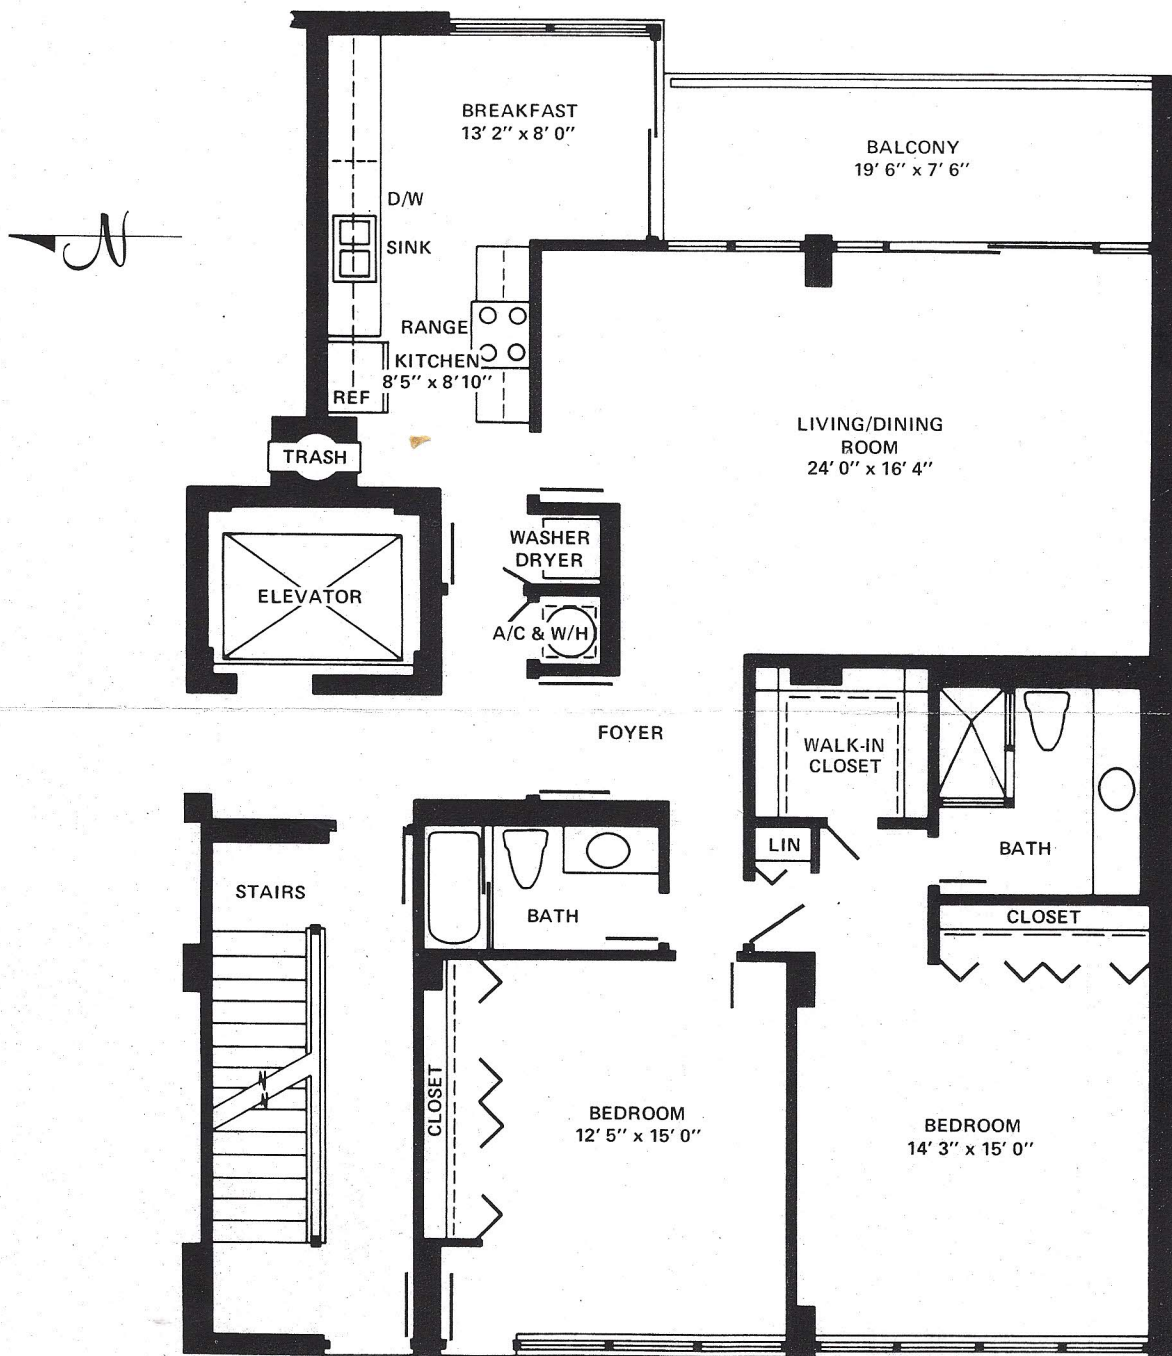 BREAKFAST
13' 2" x 8' 0"
BALCONY
19' 6" x 7' 6"
D/W
N
SINK
RANGE
KITCHEN
8'5" x 8'10"
REF
LIVING/DINING
ROOM
24' 0" x 16' 4"
TRASH
WASHER
DRYER
ELEVATOR
A/C & W/H
FOYER
WALK-IN
CLOSET
LIN
BATH
STAIRS
BATH
CLOSET
CLOSET
BEDROOM
12' 5" x 15' 0"
BEDROOM
14' 3" x 15' 0"